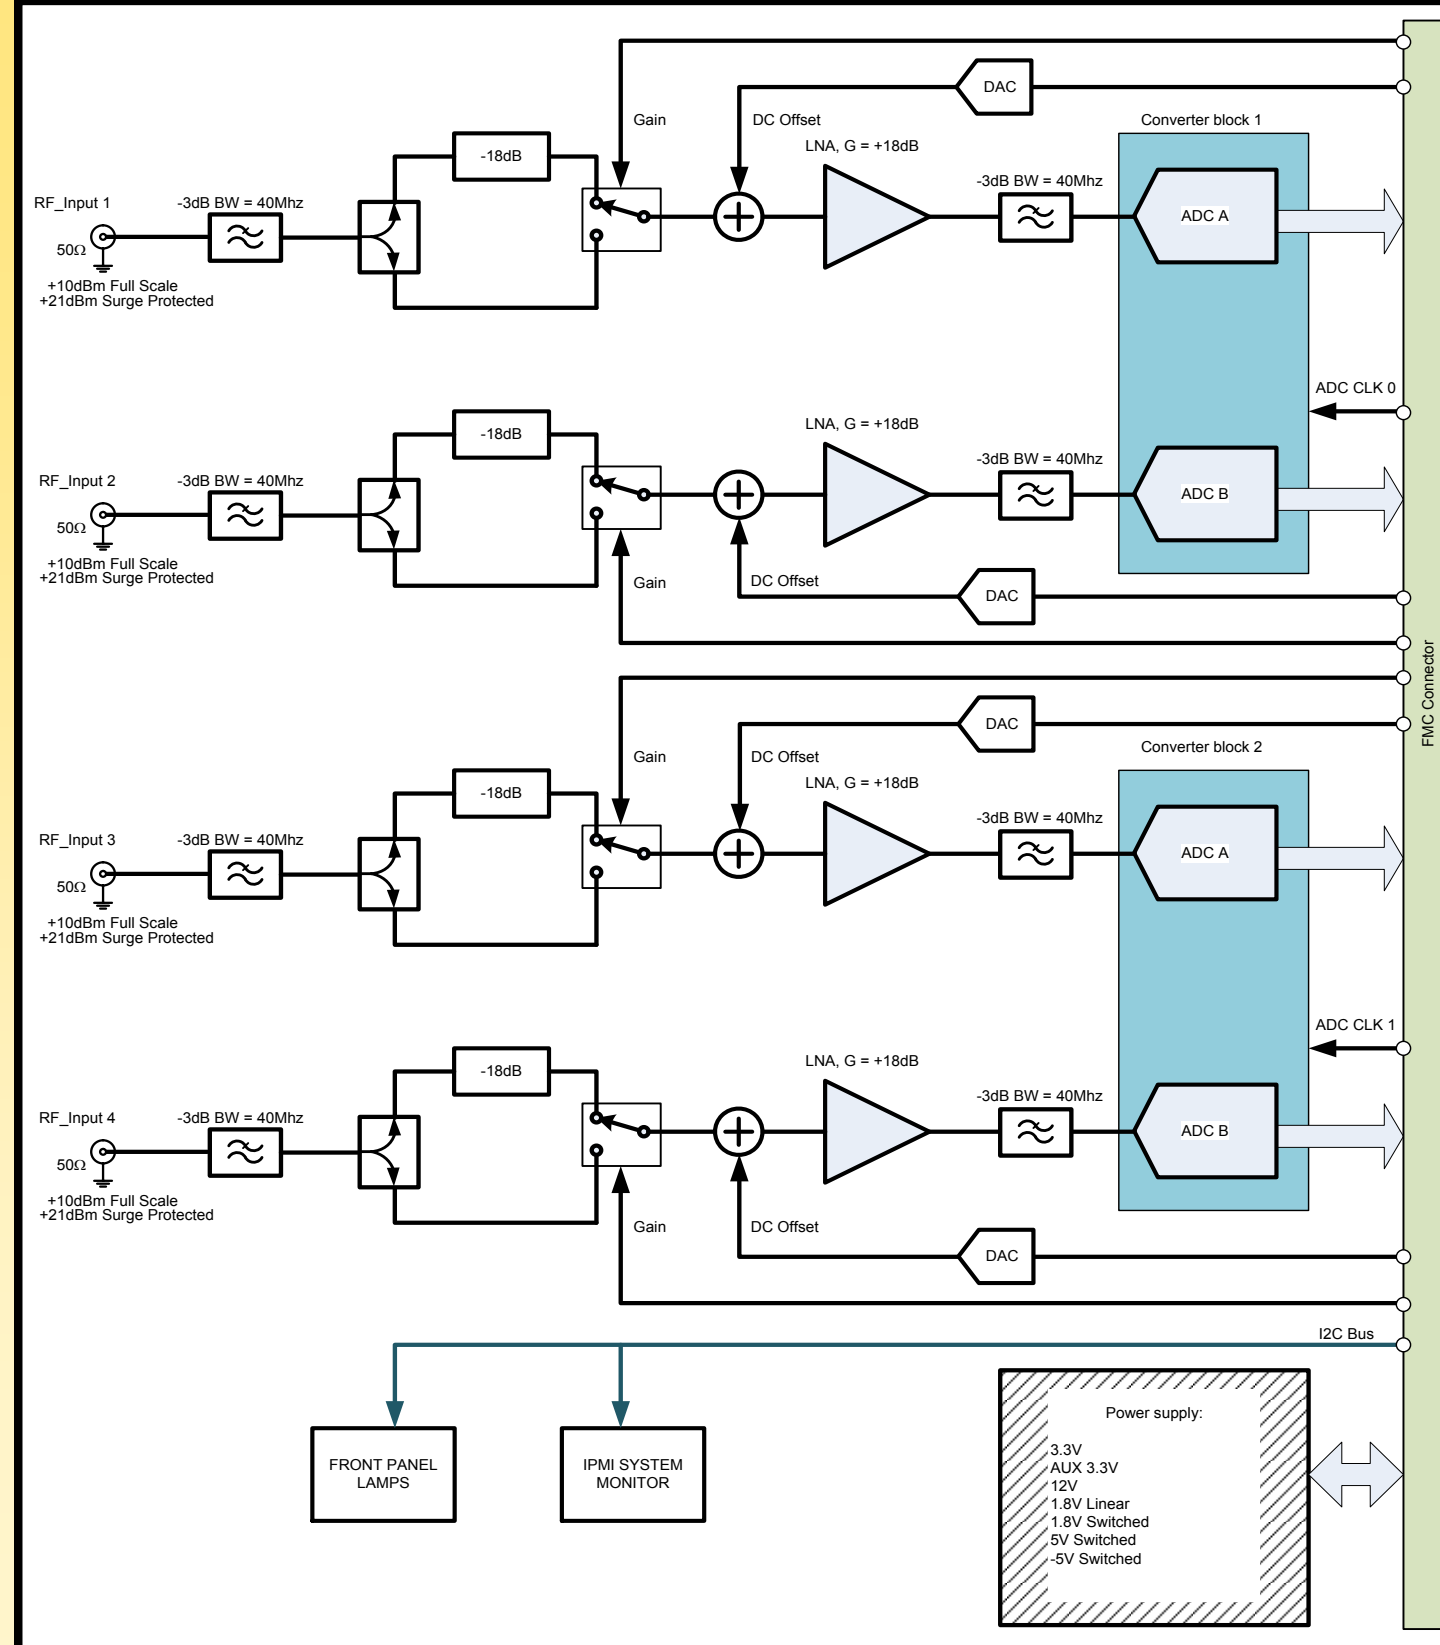 DAC
Gain
DC Offset
Converter block 1
LNA, G = +18dB
-18dB
-3dB BW = 40Mhz
RF_Input 1
-3dB BW = 40Mhz
ADC A
50Ω
+10dBm Full Scale
+21dBm Surge Protected
ADC CLK 0
LNA, G = +18dB
-18dB
-3dB BW = 40Mhz
RF_Input 2
-3dB BW = 40Mhz
ADC B
50Ω
+10dBm Full Scale
+21dBm Surge Protected
Gain
DC Offset
DAC
FMC Connector
DAC
Gain
DC Offset
Converter block 2
LNA, G = +18dB
-18dB
-3dB BW = 40Mhz
RF_Input 3
-3dB BW = 40Mhz
ADC A
50Ω
+10dBm Full Scale
+21dBm Surge Protected
ADC CLK 1
LNA, G = +18dB
-18dB
-3dB BW = 40Mhz
RF_Input 4
-3dB BW = 40Mhz
ADC B
50Ω
+10dBm Full Scale
+21dBm Surge Protected
Gain
DC Offset
DAC
I2C Bus
FRONT PANEL
LAMPS
IPMI SYSTEM
MONITOR
Power supply:
3.3V
AUX 3.3V
12V
1.8V Linear
1.8V Switched
5V Switched
-5V Switched